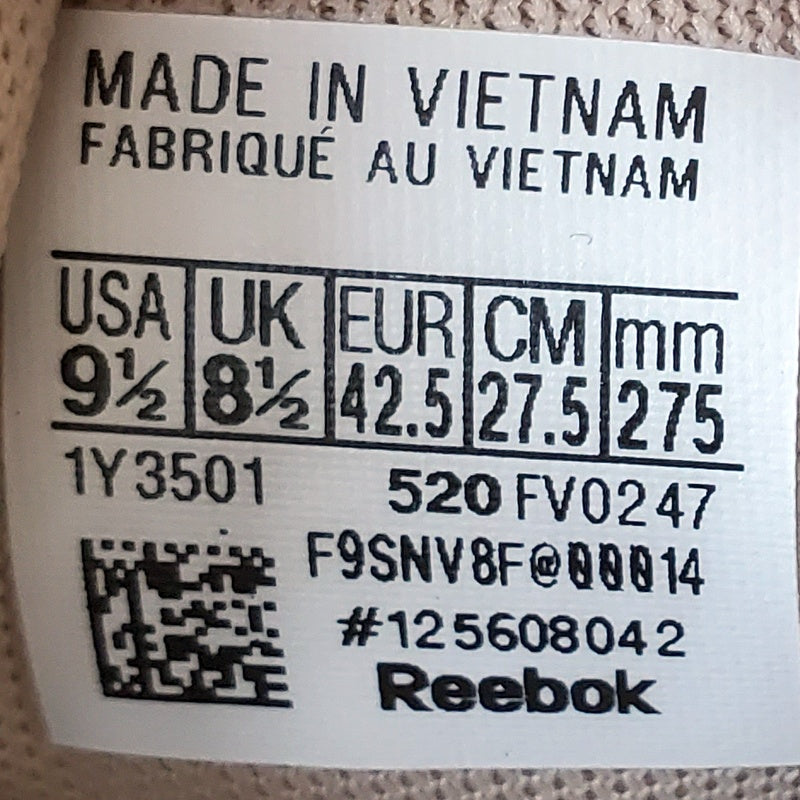 MADE IN VIETNAM
FABRIQUÉ AU VIETNAM
USA UK EUR CM mm
9½ 8½ 42.5 27.5 275
1Y3501 520 FV0247
F9SNV8F@00014
#125608042
Reebok